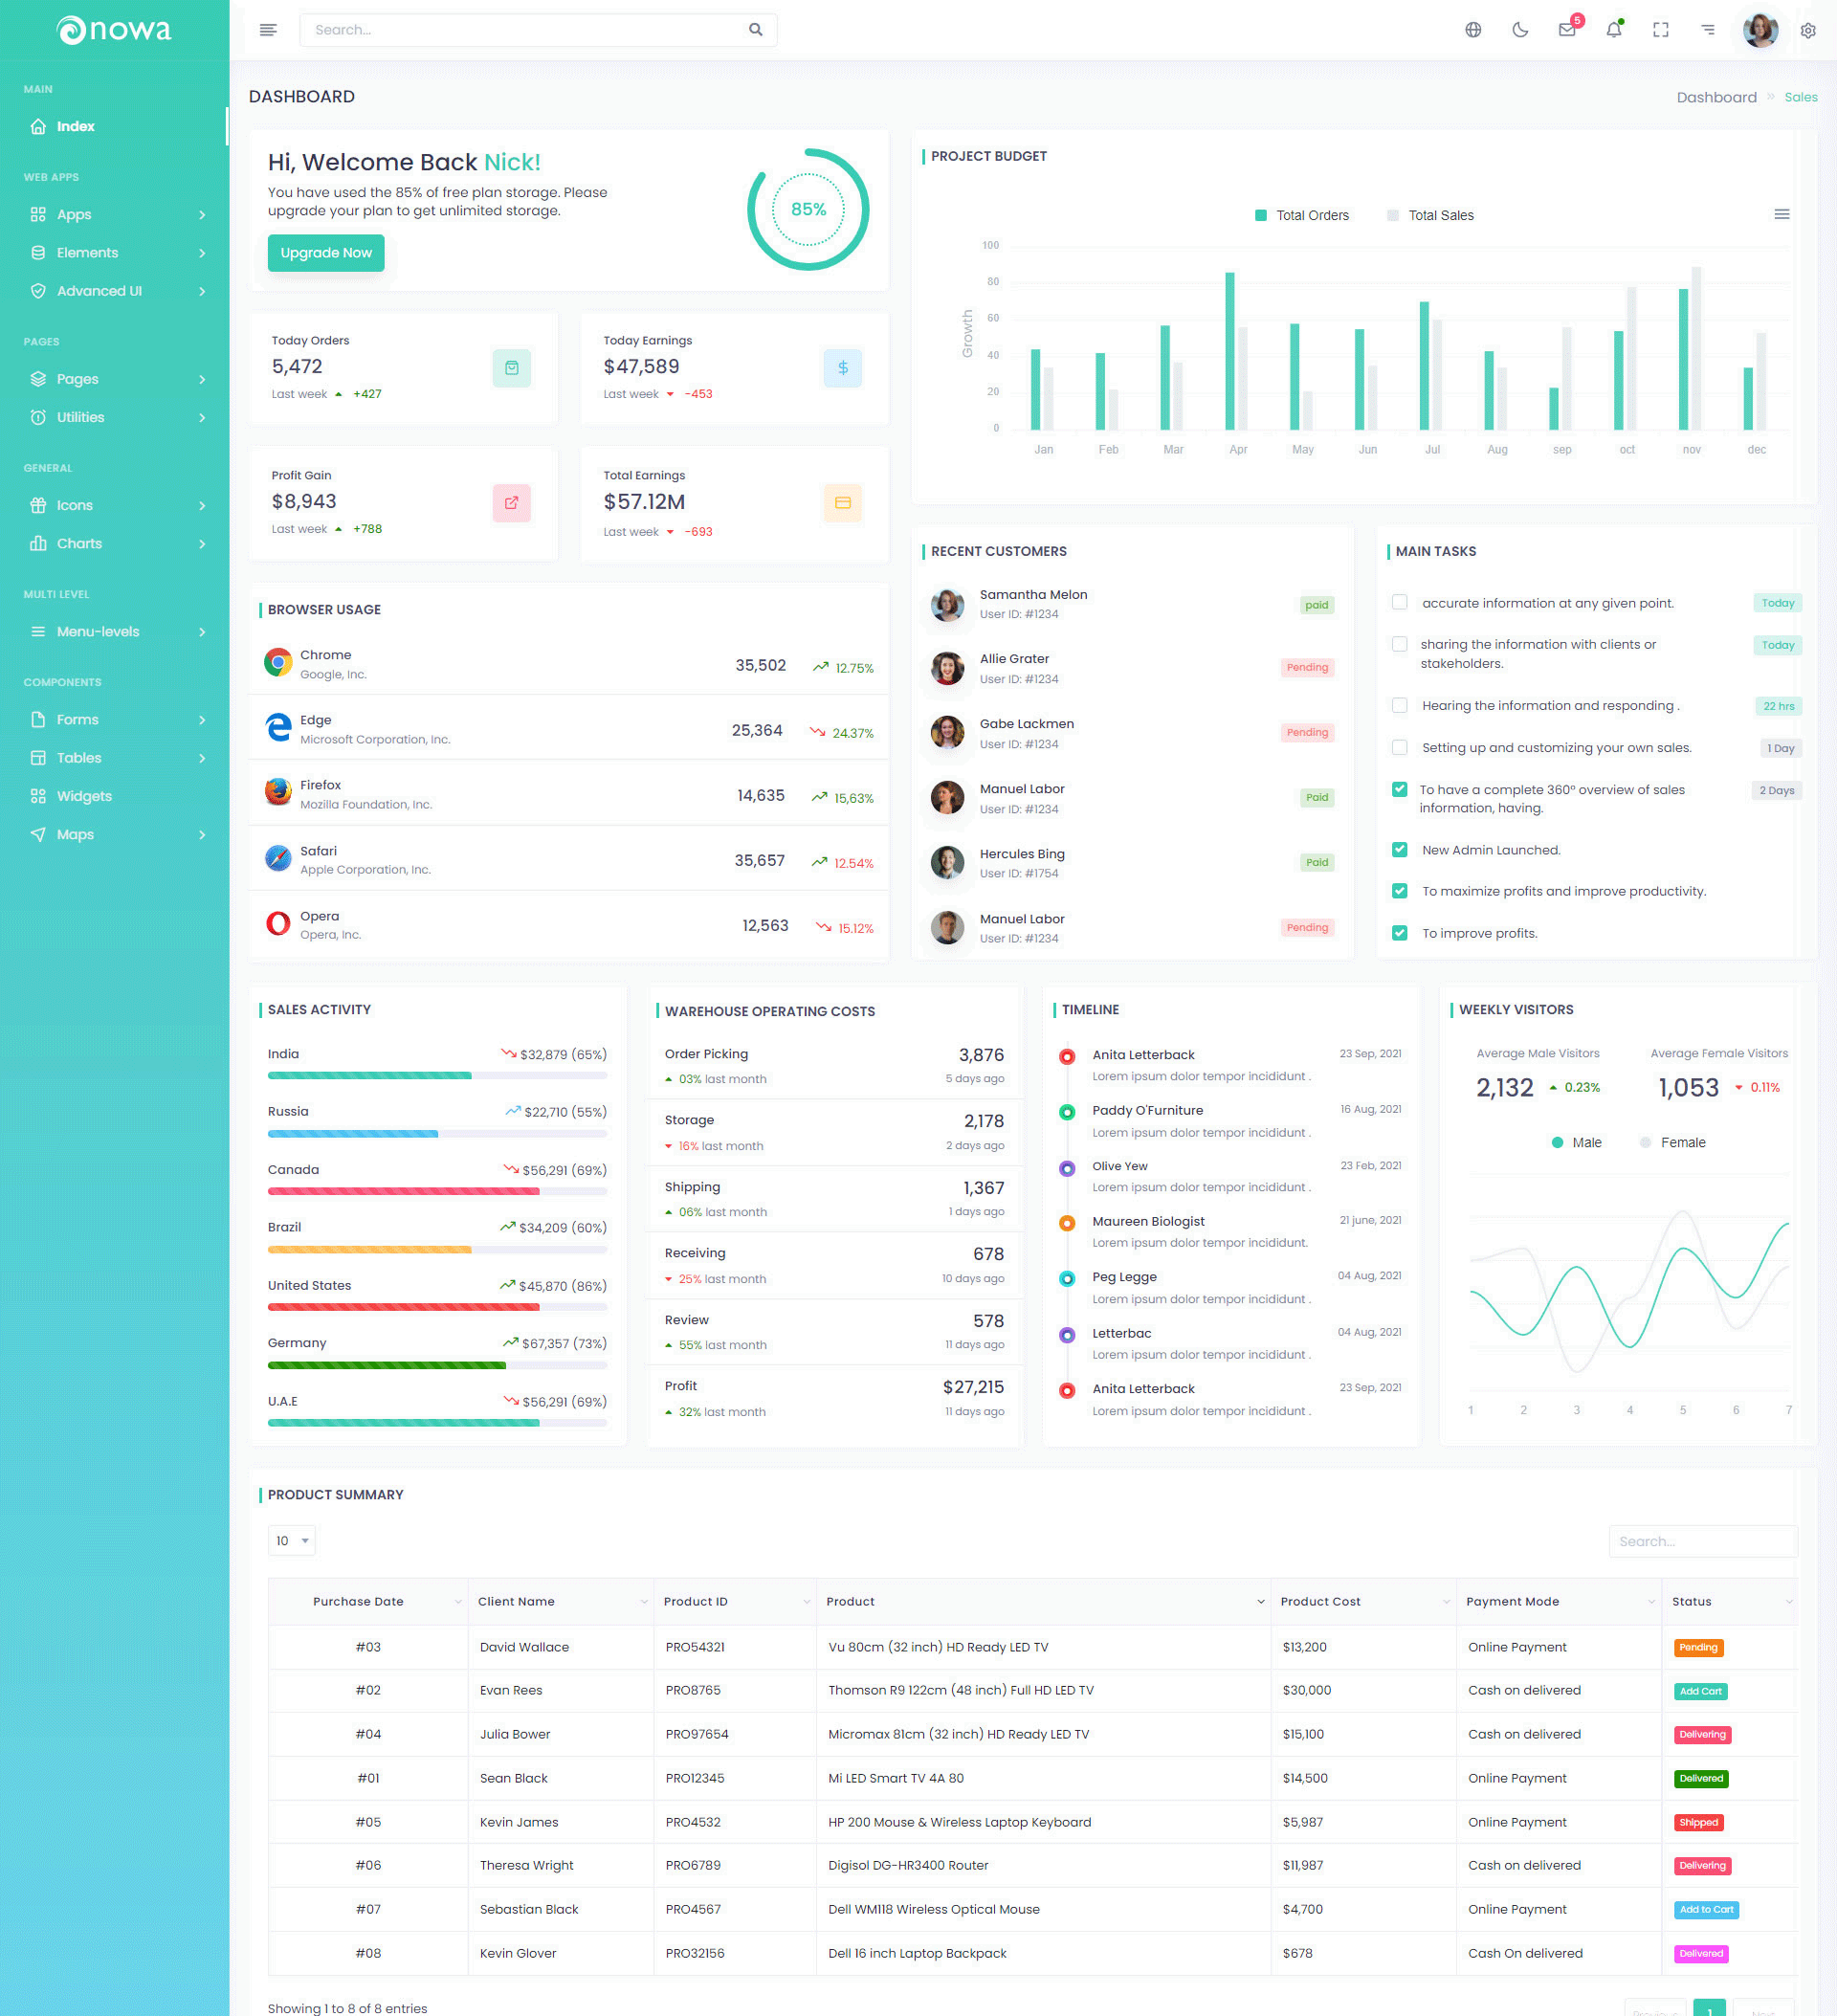 nowa
Search...
5
MAIN
Index
WEB APPS
Apps
Elements
Advanced UI
PAGES
Pages
Utilities
GENERAL
Icons
Charts
MULTI LEVEL
Menu-levels
COMPONENTS
Forms
Tables
Widgets
Maps
DASHBOARD
Dashboard » Sales
Hi, Welcome Back Nick!
You have used the 85% of free plan storage. Please
upgrade your plan to get unlimited storage.
Upgrade Now
85%
Today Orders
5,472
Last week +427
Today Earnings
$47,589
Last week -453
Profit Gain
$8,943
Last week +788
Total Earnings
$57.12M
Last week -693
PROJECT BUDGET
Total Orders Total Sales
Growth
100
80
60
40
20
0
Jan Feb Mar Apr May Jun Jul Aug sep oct nov dec
BROWSER USAGE
Chrome
Google, Inc.
35,502 12.75%
Edge
Microsoft Corporation, Inc.
25,364 24.37%
Firefox
Mozilla Foundation, Inc.
14,635 15,63%
Safari
Apple Corporation, Inc.
35,657 12.54%
Opera
Opera, Inc.
12,563 15.12%
RECENT CUSTOMERS
Samantha Melon
User ID: #1234
paid
Allie Grater
User ID: #1234
Pending
Gabe Lackmen
User ID: #1234
Pending
Manuel Labor
User ID: #1234
Paid
Hercules Bing
User ID: #1754
Paid
Manuel Labor
User ID: #1234
Pending
MAIN TASKS
accurate information at any given point. Today
sharing the information with clients or
stakeholders.
Today
Hearing the information and responding . 22 hrs
Setting up and customizing your own sales. 1 Day
To have a complete 360° overview of sales
information, having.
2 Days
New Admin Launched.
To maximize profits and improve productivity.
To improve profits.
SALES ACTIVITY
India $32,879 (65%)
Russia $22,710 (55%)
Canada $56,291 (69%)
Brazil $34,209 (60%)
United States $45,870 (86%)
Germany $67,357 (73%)
U.A.E $56,291 (69%)
WAREHOUSE OPERATING COSTS
Order Picking 3,876
03% last month 5 days ago
Storage 2,178
16% last month 2 days ago
Shipping 1,367
06% last month 1 days ago
Receiving 678
25% last month 10 days ago
Review 578
55% last month 11 days ago
Profit $27,215
32% last month 11 days ago
TIMELINE
Anita Letterback 23 Sep, 2021
Lorem ipsum dolor tempor incididunt .
Paddy O'Furniture 16 Aug, 2021
Lorem ipsum dolor tempor incididunt .
Olive Yew 23 Feb, 2021
Lorem ipsum dolor tempor incididunt .
Maureen Biologist 21 june, 2021
Lorem ipsum dolor tempor incididunt.
Peg Legge 04 Aug, 2021
Lorem ipsum dolor tempor incididunt .
Letterbac 04 Aug, 2021
Lorem ipsum dolor tempor incididunt .
Anita Letterback 23 Sep, 2021
Lorem ipsum dolor tempor incididunt .
WEEKLY VISITORS
Average Male Visitors
2,132 0.23%
Average Female Visitors
1,053 0.11%
Male Female
1 2 3 4 5 6 7
PRODUCT SUMMARY
10
Search...
Purchase Date Client Name Product ID Product Product Cost Payment Mode Status
#03 David Wallace PRO54321 Vu 80cm (32 inch) HD Ready LED TV $13,200 Online Payment Pending
#02 Evan Rees PRO8765 Thomson R9 122cm (48 inch) Full HD LED TV $30,000 Cash on delivered Add Cart
#04 Julia Bower PRO97654 Micromax 81cm (32 inch) HD Ready LED TV $15,100 Cash on delivered Delivering
#01 Sean Black PRO12345 Mi LED Smart TV 4A 80 $14,500 Online Payment Delivered
#05 Kevin James PRO4532 HP 200 Mouse & Wireless Laptop Keyboard $5,987 Online Payment Shipped
#06 Theresa Wright PRO6789 Digisol DG-HR3400 Router $11,987 Cash on delivered Delivering
#07 Sebastian Black PRO4567 Dell WM118 Wireless Optical Mouse $4,700 Online Payment Add to Cart
#08 Kevin Glover PRO32156 Dell 16 inch Laptop Backpack $678 Cash On delivered Delivered
Showing 1 to 8 of 8 entries
Previous 1 Next